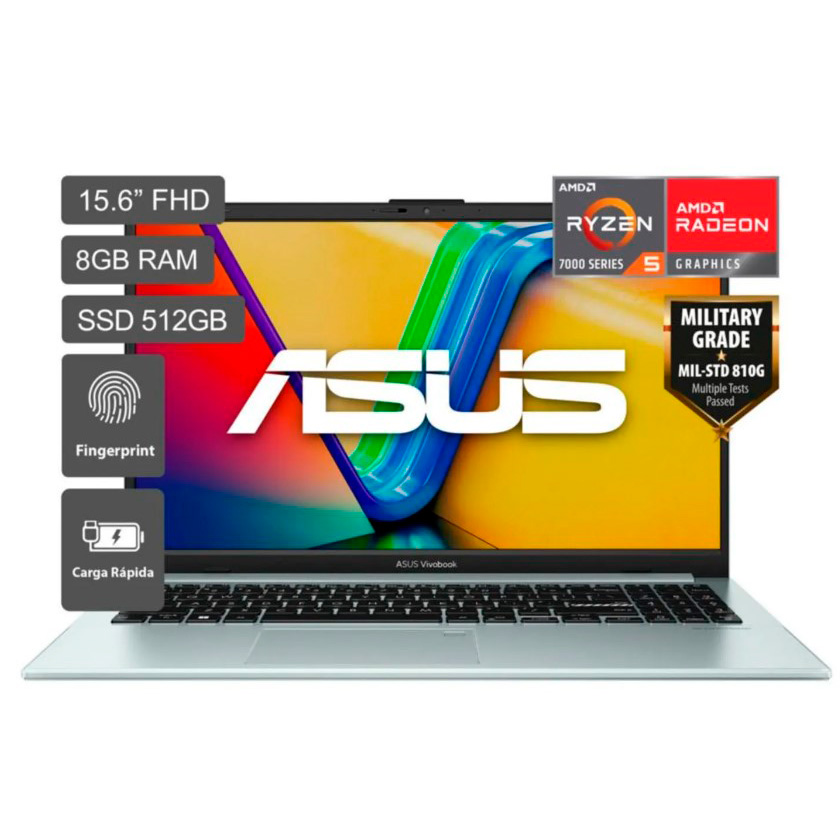 15.6” FHD
8GB RAM
SSD 512GB
Fingerprint
Carga Rápida
AMD
RYZEN
7000 SERIES 5
AMD
RADEON
GRAPHICS
MILITARY
GRADE
MIL-STD 810G
Multiple Tests
Passed
ASUS
ASUS Vivobook